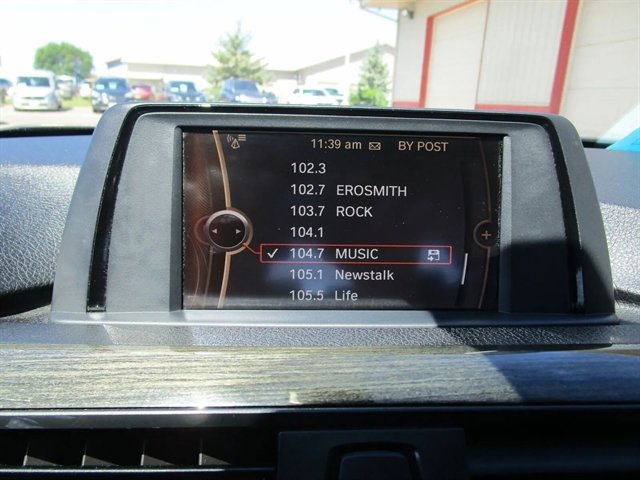 11:39 am BY POST
102.3
102.7 EROSMITH
103.7 ROCK
104.1
104.7 MUSIC
105.1 Newstalk
105.5 Life